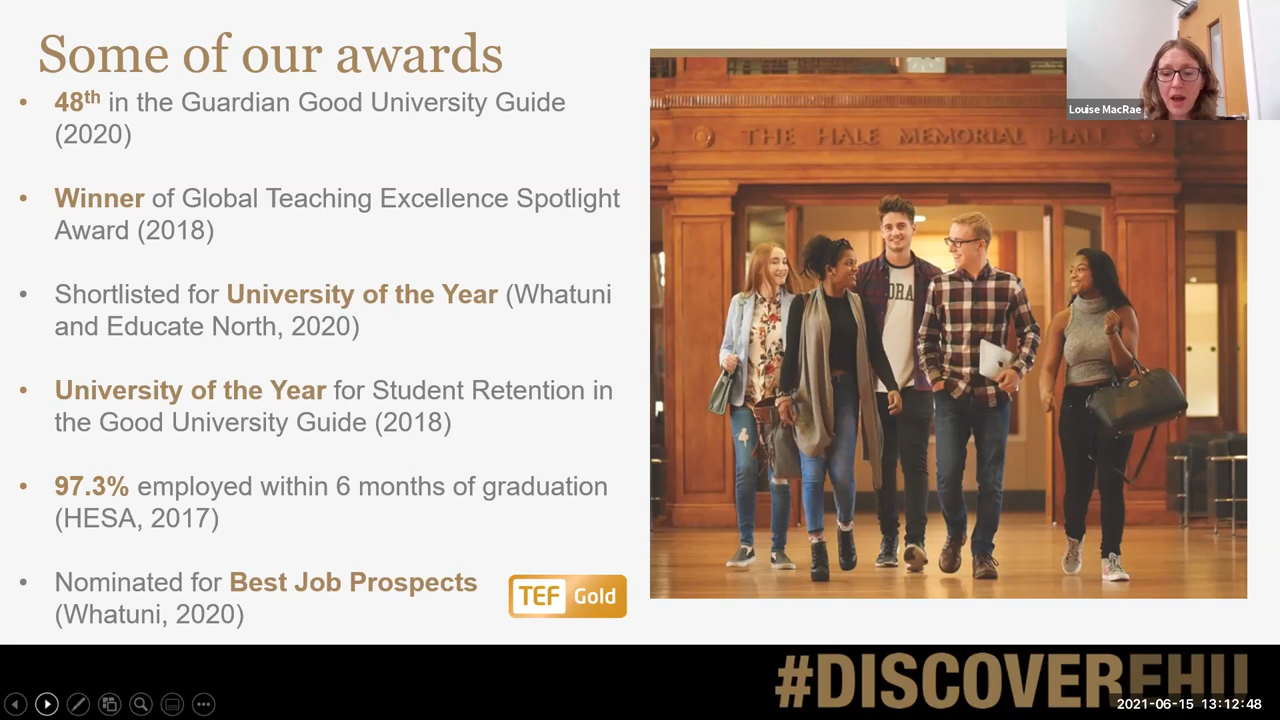 Some of our awards
• 48th in the Guardian Good University Guide
(2020)
• Winner of Global Teaching Excellence Spotlight
Award (2018)
• Shortlisted for University of the Year (Whatuni
and Educate North, 2020)
• University of the Year for Student Retention in
the Good University Guide (2018)
• 97.3% employed within 6 months of graduation
(HESA, 2017)
• Nominated for Best Job Prospects
(Whatuni, 2020)
TEF Gold
Louise MacRae
THE HALE MEMORIAL HALL
#DISCOVEREHU
2021-06-15 13:12:48